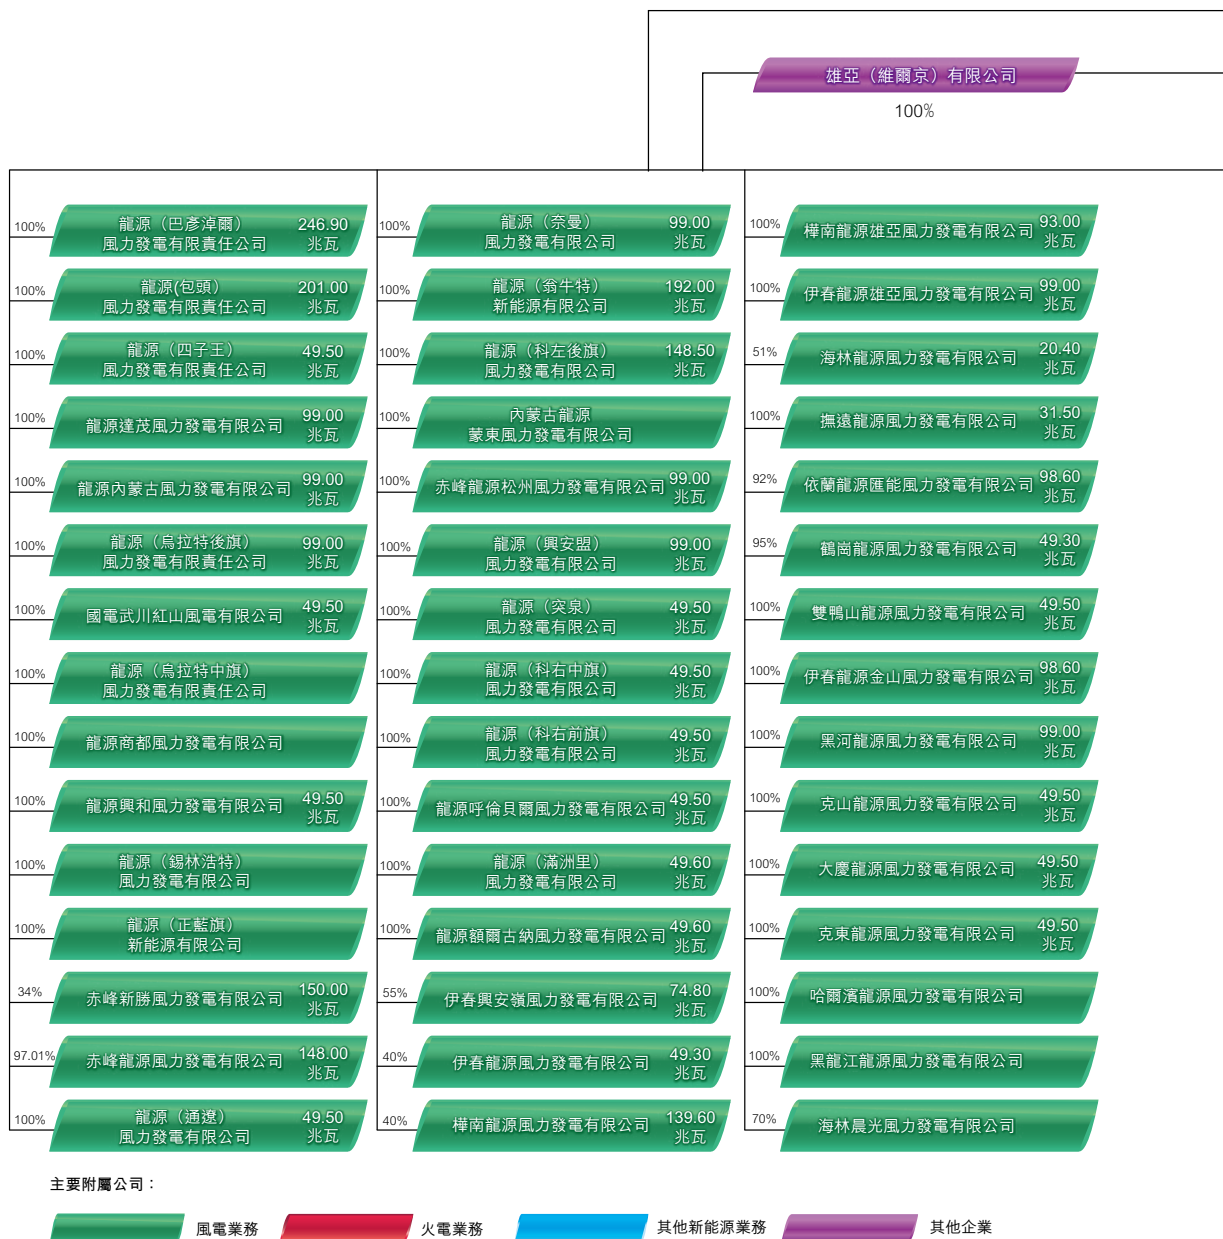 雄亞（維爾京）有限公司
100%
100%
龍源（巴彥淖爾）
風力發電有限責任公司
246.90
兆瓦
100%
龍源(包頭）
風力發電有限責任公司
201.00
兆瓦
100%
龍源（四子王）
風力發電有限責任公司
49.50
兆瓦
100%
龍源達茂風力發電有限公司
99.00
兆瓦
100%
龍源內蒙古風力發電有限公司
99.00
兆瓦
100%
龍源（烏拉特後旗）
風力發電有限責任公司
99.00
兆瓦
100%
國電武川紅山風電有限公司
49.50
兆瓦
100%
龍源（烏拉特中旗）
風力發電有限責任公司
100%
龍源商都風力發電有限公司
100%
龍源興和風力發電有限公司
49.50
兆瓦
100%
龍源（錫林浩特）
風力發電有限公司
100%
龍源（正藍旗）
新能源有限公司
34%
赤峰新勝風力發電有限公司
150.00
兆瓦
97.01%
赤峰龍源風力發電有限公司
148.00
兆瓦
100%
龍源（通遼）
風力發電有限公司
49.50
兆瓦
100%
龍源（奈曼）
風力發電有限公司
99.00
兆瓦
100%
龍源（翁牛特）
新能源有限公司
192.00
兆瓦
100%
龍源（科左後旗）
風力發電有限公司
148.50
兆瓦
100%
內蒙古龍源
蒙東風力發電有限公司
100%
赤峰龍源松州風力發電有限公司
99.00
兆瓦
100%
龍源（興安盟）
風力發電有限公司
99.00
兆瓦
100%
龍源（突泉）
風力發電有限公司
49.50
兆瓦
100%
龍源（科右中旗）
風力發電有限公司
49.50
兆瓦
100%
龍源（科右前旗）
風力發電有限公司
49.50
兆瓦
100%
龍源呼倫貝爾風力發電有限公司
49.50
兆瓦
100%
龍源（滿洲里）
風力發電有限公司
49.60
兆瓦
100%
龍源額爾古納風力發電有限公司
49.60
兆瓦
55%
伊春興安嶺風力發電有限公司
74.80
兆瓦
40%
伊春龍源風力發電有限公司
49.30
兆瓦
40%
樺南龍源風力發電有限公司
139.60
兆瓦
100%
樺南龍源雄亞風力發電有限公司
93.00
兆瓦
100%
伊春龍源雄亞風力發電有限公司
99.00
兆瓦
51%
海林龍源風力發電有限公司
20.40
兆瓦
100%
撫遠龍源風力發電有限公司
31.50
兆瓦
92%
依蘭龍源匯能風力發電有限公司
98.60
兆瓦
95%
鶴崗龍源風力發電有限公司
49.30
兆瓦
100%
雙鴨山龍源風力發電有限公司
49.50
兆瓦
100%
伊春龍源金山風力發電有限公司
98.60
兆瓦
100%
黑河龍源風力發電有限公司
99.00
兆瓦
100%
克山龍源風力發電有限公司
49.50
兆瓦
100%
大慶龍源風力發電有限公司
49.50
兆瓦
100%
克東龍源風力發電有限公司
49.50
兆瓦
100%
哈爾濱龍源風力發電有限公司
100%
黑龍江龍源風力發電有限公司
70%
海林晨光風力發電有限公司
主要附屬公司：
風電業務
火電業務
其他新能源業務
其他企業